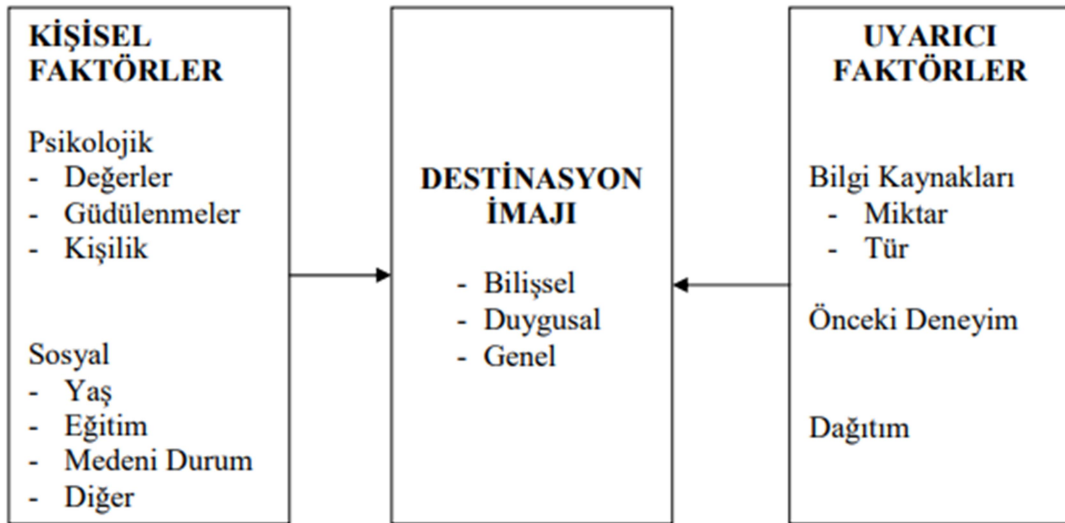 KİŞİSEL
FAKTÖRLER
Psikolojik
- Değerler
- Güdülenmeler
- Kişilik
Sosyal
- Yaş
- Eğitim
- Medeni Durum
- Diğer
DESTİNASYON
İMAJI
- Bilişsel
- Duygusal
- Genel
UYARICI
FAKTÖRLER
Bilgi Kaynakları
- Miktar
- Tür
Önceki Deneyim
Dağıtım